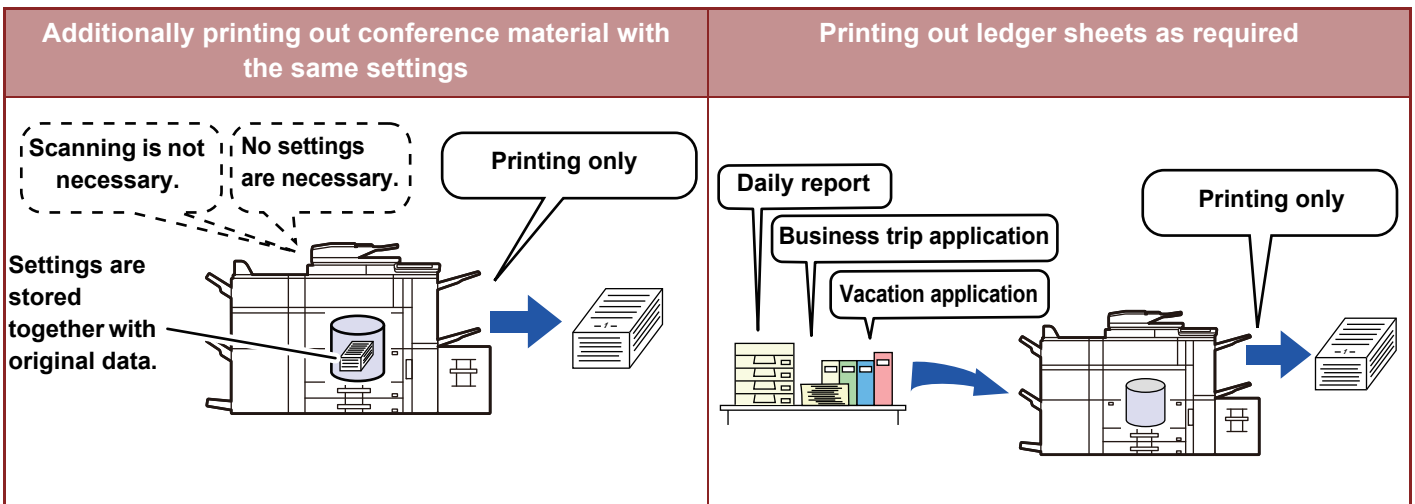 Additionally printing out conference material with
the same settings
Printing out ledger sheets as required
Scanning is not
necessary.
No settings
are necessary.
Printing only
Settings are
stored
together with
original data.
-1-
Daily report
Business trip application
Vacation application
Printing only
-1-